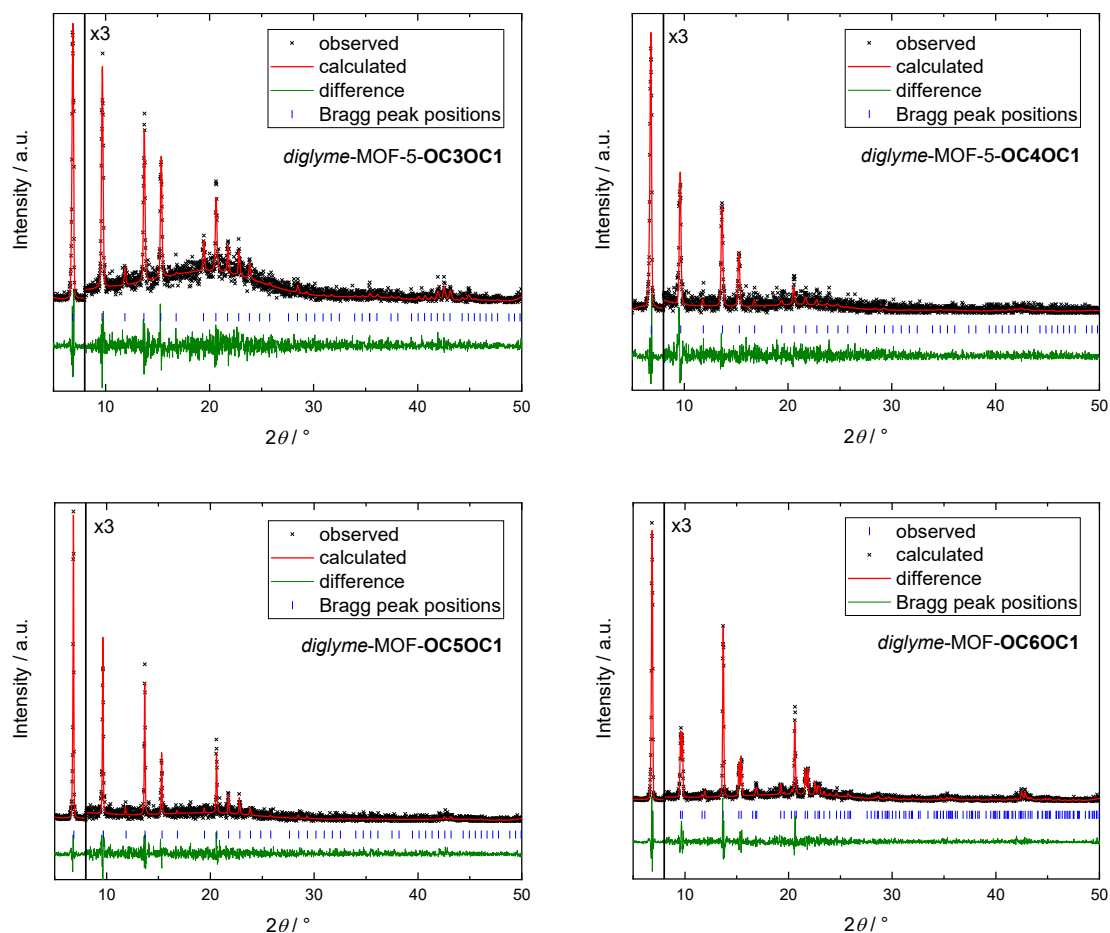 x3
observed
calculated
difference
Bragg peak positions
diglyme-MOF-5-OC3OC1
Intensity / a.u.
10 20 30 40 50
2θ / °
x3
observed
calculated
difference
Bragg peak positions
diglyme-MOF-5-OC4OC1
Intensity / a.u.
10 20 30 40 50
2θ / °
x3
observed
calculated
difference
Bragg peak positions
diglyme-MOF-OC5OC1
Intensity / a.u.
10 20 30 40 50
2θ / °
x3
observed
calculated
difference
Bragg peak positions
diglyme-MOF-OC6OC1
Intensity / a.u.
10 20 30 40 50
2θ / °